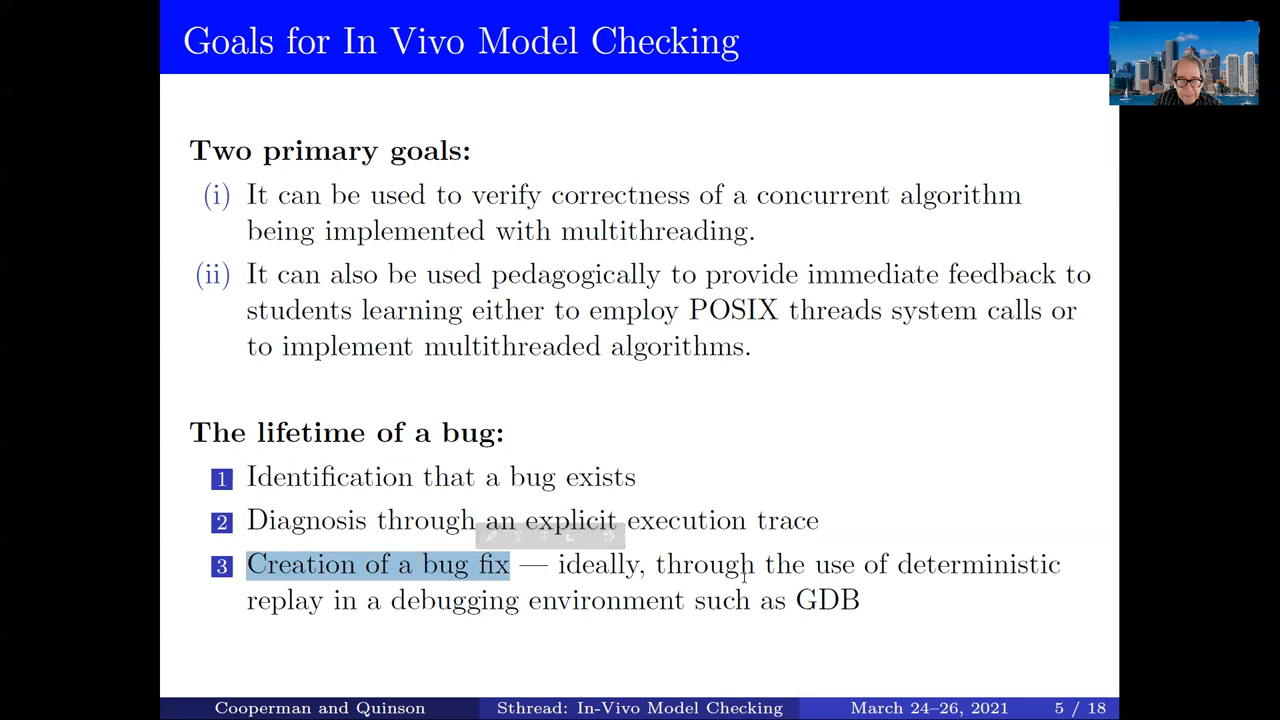 Goals for In Vivo Model Checking
Two primary goals:
(i) It can be used to verify correctness of a concurrent algorithm
being implemented with multithreading.
(ii) It can also be used pedagogically to provide immediate feedback to
students learning either to employ POSIX threads system calls or
to implement multithreaded algorithms.
The lifetime of a bug:
1 Identification that a bug exists
2 Diagnosis through an explicit execution trace
3 Creation of a bug fix — ideally, through the use of deterministic
replay in a debugging environment such as GDB
Cooperman and Quinson Sthread: In-Vivo Model Checking March 24–26, 2021 5 / 18